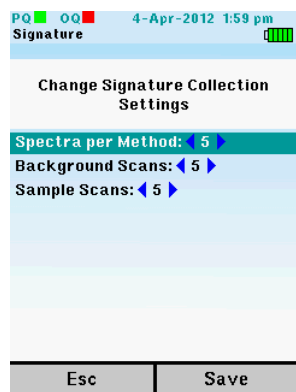 PQ OQ 4-Apr-2012 1:59 pm
Signature
Change Signature Collection
Settings
Spectra per Method: 5
Background Scans: 5
Sample Scans: 5
Esc Save